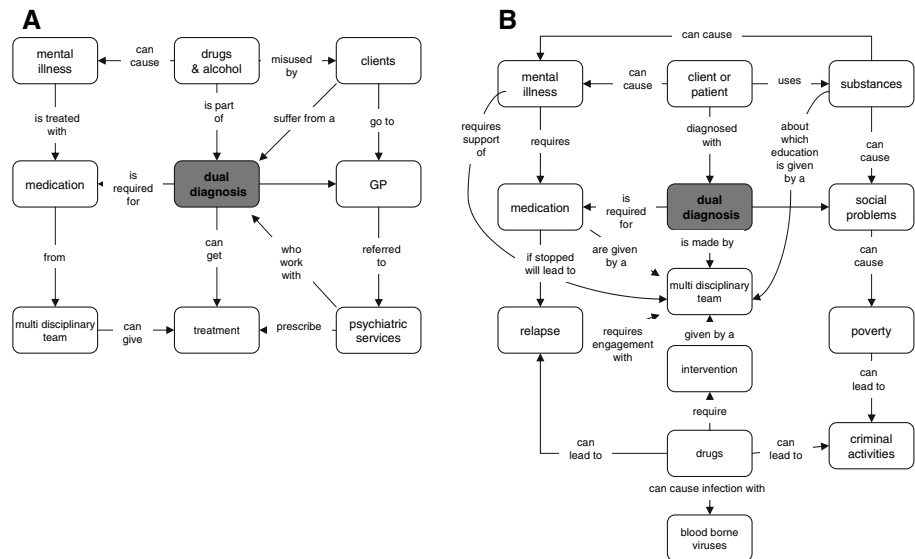 A
mental
illness
can
cause
drugs
& alcohol
misused
by
clients
is treated
with
is part
of
suffer from a
go to
medication
is
required
for
dual
diagnosis
GP
from
can
get
who
work
with
referred
to
multi disciplinary
team
can
give
treatment
prescribe
psychiatric
services
B
can cause
mental
illness
can
cause
client or
patient
uses
substances
requires
support
of
requires
diagnosed
with
about
which
education
is given
by a
can
cause
medication
is
required
for
dual
diagnosis
social
problems
if stopped
will lead to
are given
by a
is made by
can
cause
multi disciplinary
team
relapse
requires
engagement
with
given by a
poverty
intervention
can
lead to
require
can
lead to
drugs
can
lead to
criminal
activities
can cause infection with
blood borne
viruses